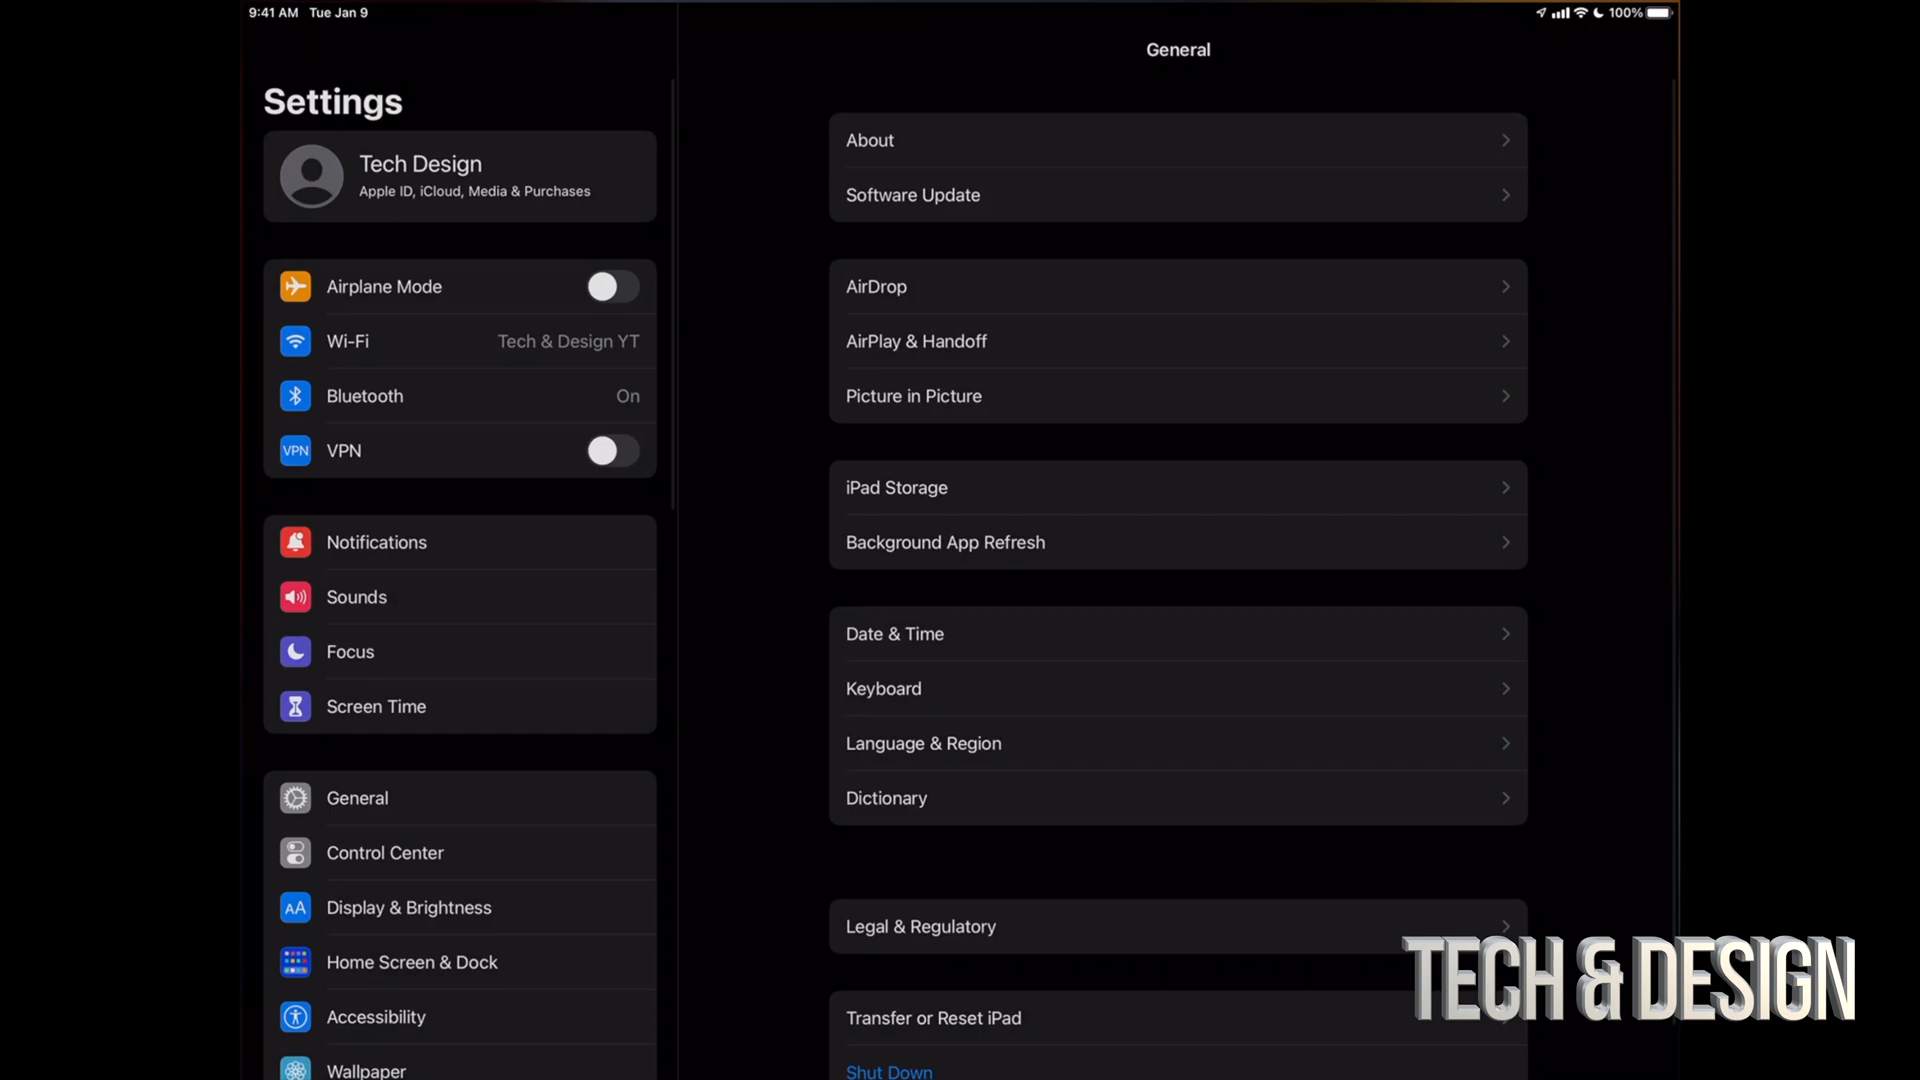 9:41 AM Tue Jan 9
100%
Settings
Tech Design
Apple ID, iCloud, Media & Purchases
Airplane Mode
Wi-Fi Tech & Design YT
Bluetooth On
VPN VPN
Notifications
Sounds
Focus
Screen Time
General
Control Center
AA Display & Brightness
Home Screen & Dock
Accessibility
Wallpaper
General
About
Software Update
AirDrop
AirPlay & Handoff
Picture in Picture
iPad Storage
Background App Refresh
Date & Time
Keyboard
Language & Region
Dictionary
Legal & Regulatory
Transfer or Reset iPad
Shut Down
TECH & DESIGN